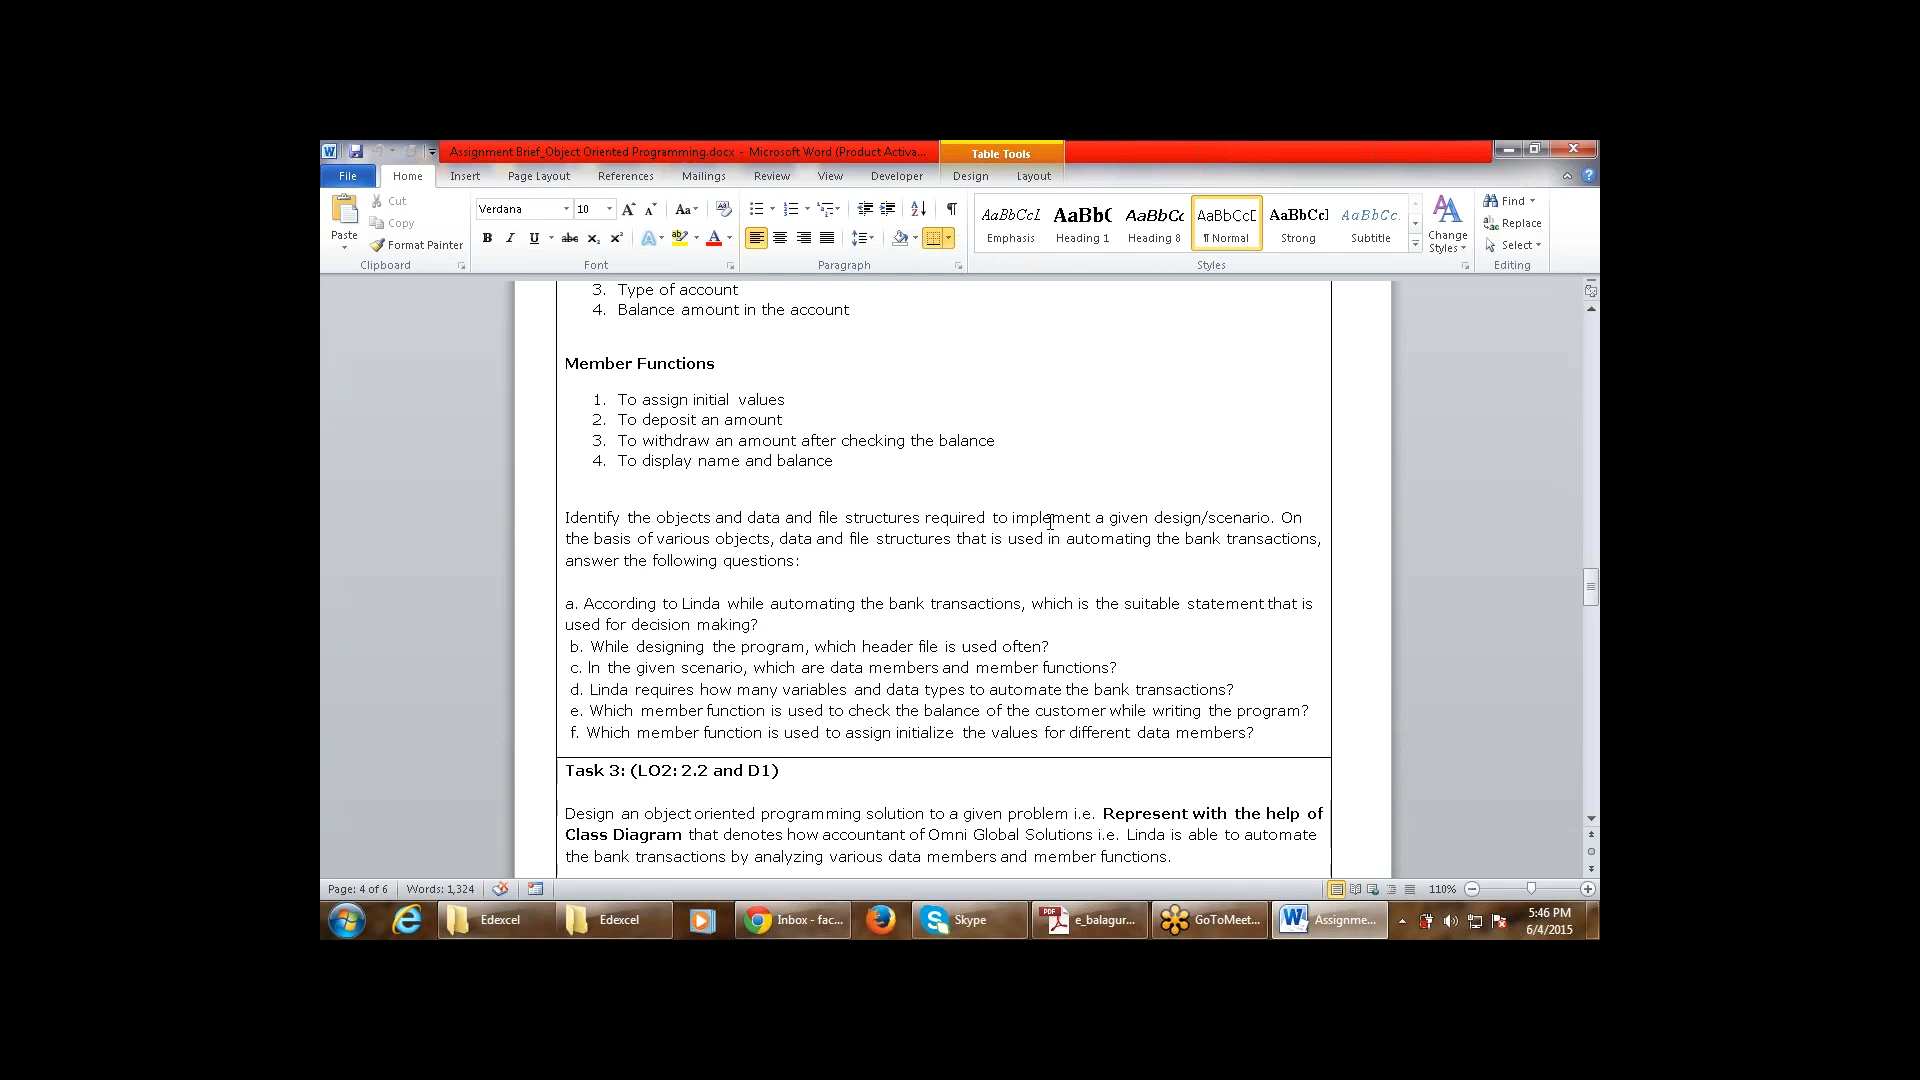 Assignment Brief_Object Oriented Programming.docx - Microsoft Word (Product Activa...
Table Tools
File Home Insert Page Layout References Mailings Review View Developer Design Layout
Paste
Cut
Copy
Format Painter
Clipboard
Verdana 10
Font
Paragraph
AaBbCcI AaBb( AaBbCc AaBbCcD AaBbCcI AaBbCc.
Emphasis Heading 1 Heading 8 ¶ Normal Strong Subtitle
Change Styles
Styles
Find
Replace
Select
Editing
3. Type of account
4. Balance amount in the account
Member Functions
1. To assign initial values
2. To deposit an amount
3. To withdraw an amount after checking the balance
4. To display name and balance
Identify the objects and data and file structures required to implement a given design/scenario. On
the basis of various objects, data and file structures that is used in automating the bank transactions,
answer the following questions:
a. According to Linda while automating the bank transactions, which is the suitable statement that is
used for decision making?
b. While designing the program, which header file is used often?
c. In the given scenario, which are data members and member functions?
d. Linda requires how many variables and data types to automate the bank transactions?
e. Which member function is used to check the balance of the customer while writing the program?
f. Which member function is used to assign initialize the values for different data members?
Task 3: (LO2: 2.2 and D1)
Design an object oriented programming solution to a given problem i.e. Represent with the help of
Class Diagram that denotes how accountant of Omni Global Solutions i.e. Linda is able to automate
the bank transactions by analyzing various data members and member functions.
Page: 4 of 6 Words: 1,324 110%
Edexcel Edexcel Inbox - fac... Skype e_balagur... GoToMeet... Assignme...
5:46 PM
6/4/2015